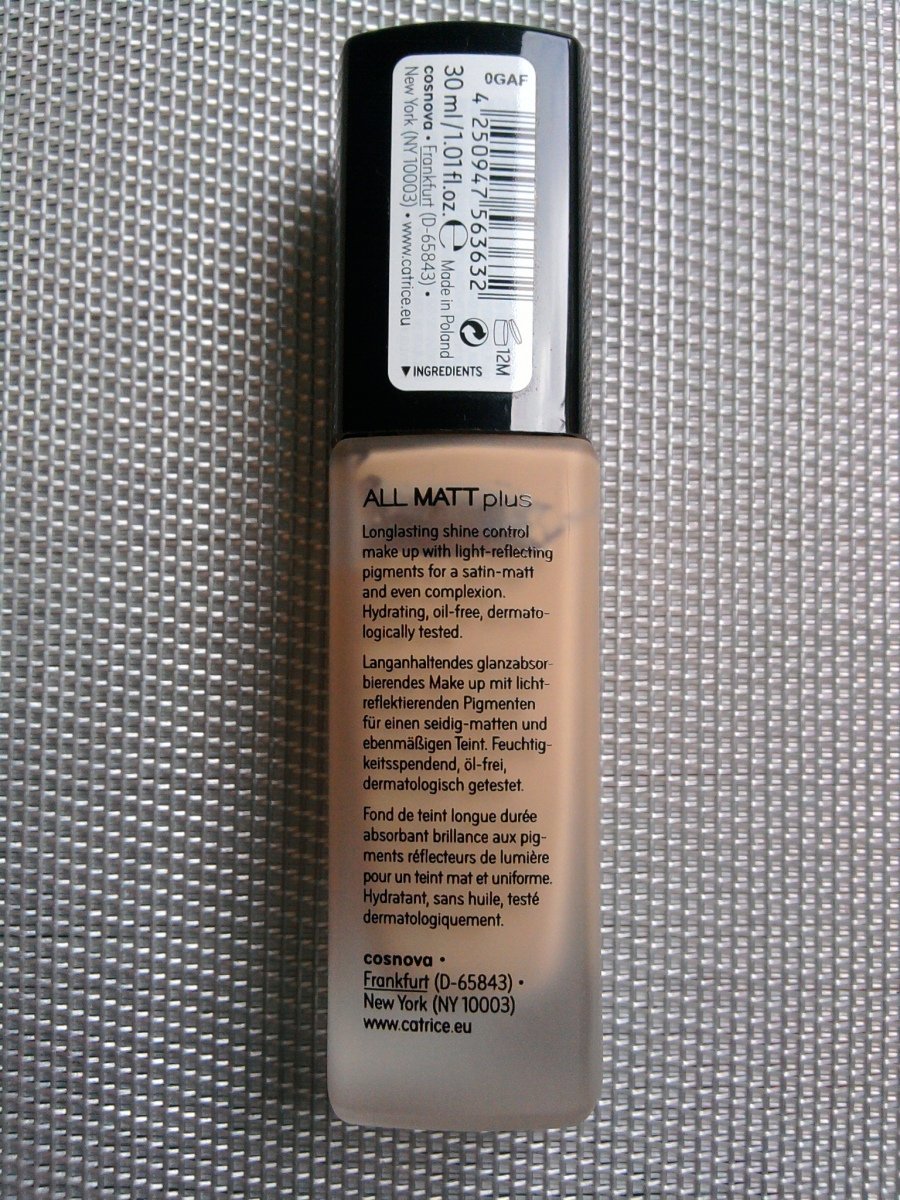 0GAF
4 250947 563632
30 ml/1.01 fl.oz. ℮ Made in Poland
cosnova • Frankfurt (D-65843) •
New York (NY 10003) • www.catrice.eu
12M
▼ INGREDIENTS
ALL MATT plus
Longlasting shine control
make up with light-reflecting
pigments for a satin-matt
and even complexion.
Hydrating, oil-free, dermato-
logically tested.
Langanhaltendes glanzabsor-
bierendes Make up mit licht-
reflektierenden Pigmenten
für einen seidig-matten und
ebenmäßigen Teint. Feuchtig-
keitsspendend, öl-frei,
dermatologisch getestet.
Fond de teint longue durée
absorbant brillance aux pig-
ments réflecteurs de lumière
pour un teint mat et uniforme.
Hydratant, sans huile, testé
dermatologiquement.
cosnova •
Frankfurt (D-65843) •
New York (NY 10003)
www.catrice.eu